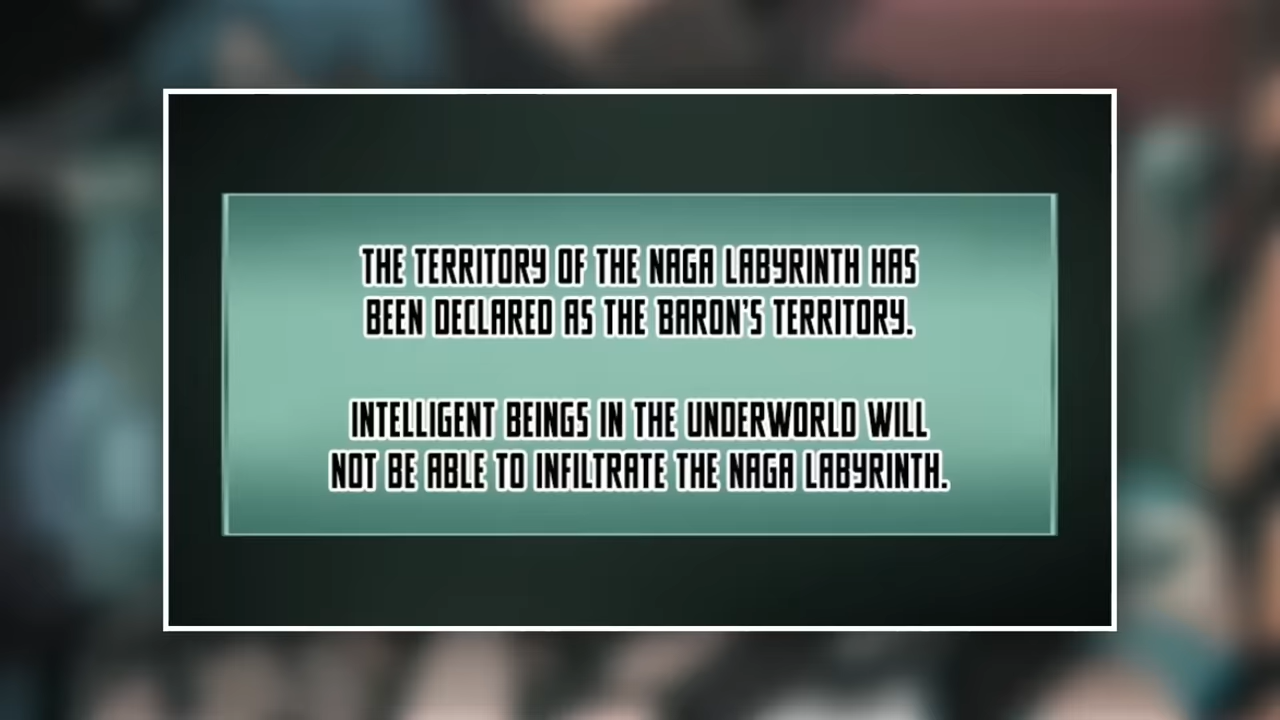 THE TERRITORY OF THE NAGA LABYRINTH HAS
BEEN DECLARED AS THE BARON'S TERRITORY.
INTELLIGENT BEINGS IN THE UNDERWORLD WILL
NOT BE ABLE TO INFILTRATE THE NAGA LABYRINTH.